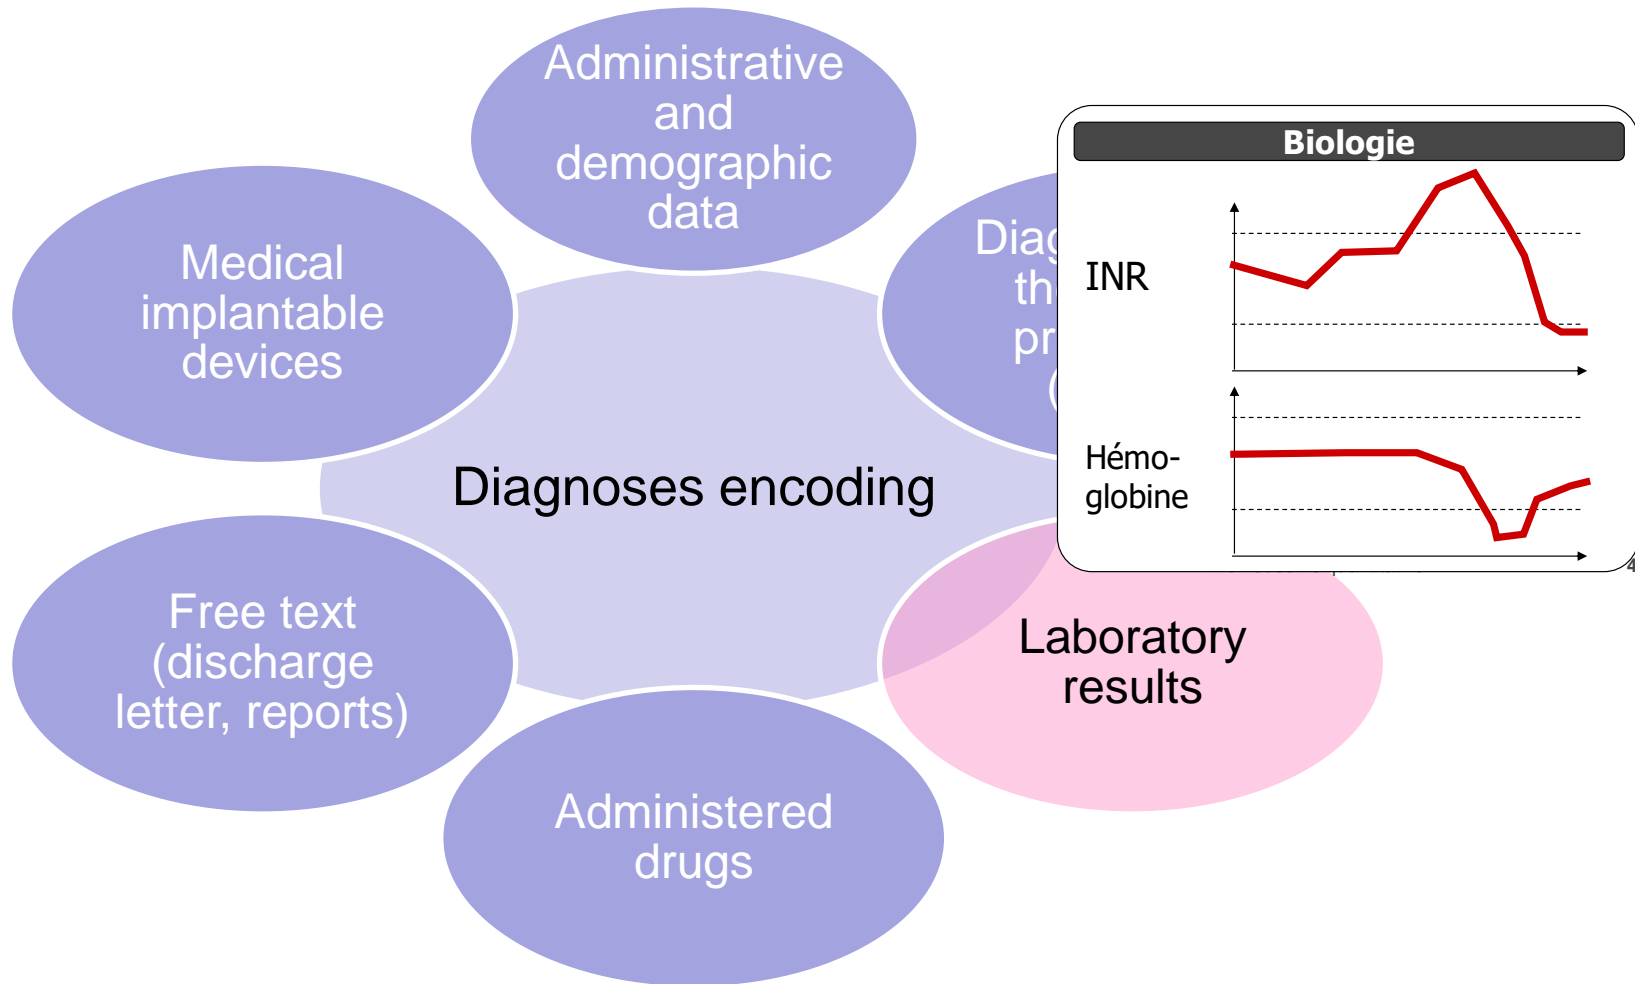 Administrative
and
demographic
data
Biologie
Medical
implantable
devices
INR
Diagnoses encoding
Hémo-
globine
4
Free text
(discharge
letter, reports)
Laboratory
results
Administered
drugs